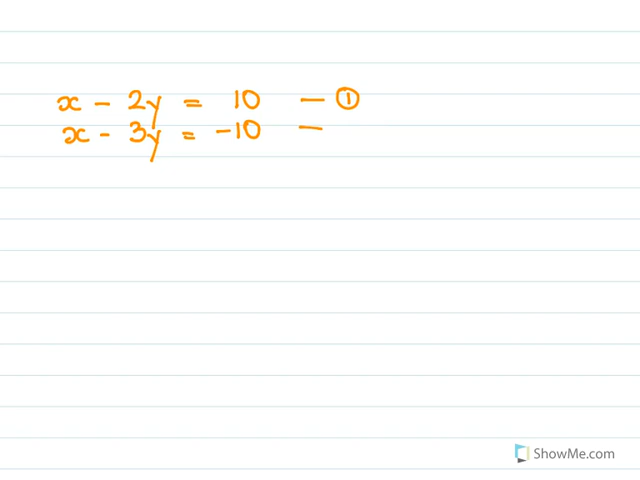 x - 2y = 10 — ①
x - 3y = -10 —
ShowMe.com